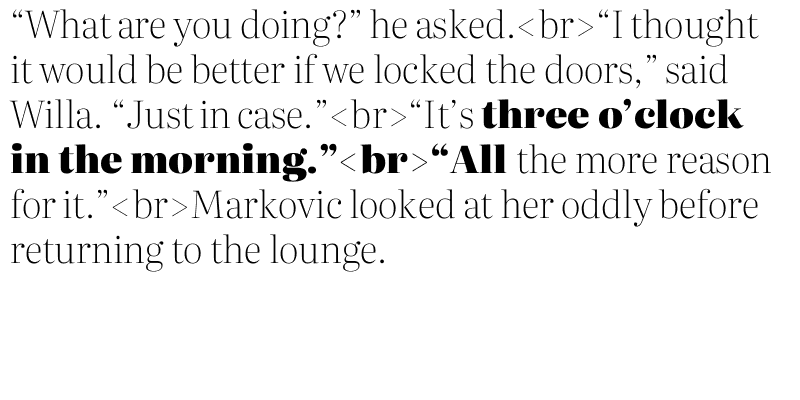 “What are you doing?” he asked.<br>“I thought
it would be better if we locked the doors,” said
Willa. “Just in case.”<br>“It’s three o’clock
in the morning.”<br>“All the more reason
for it.”<br>Markovic looked at her oddly before
returning to the lounge.